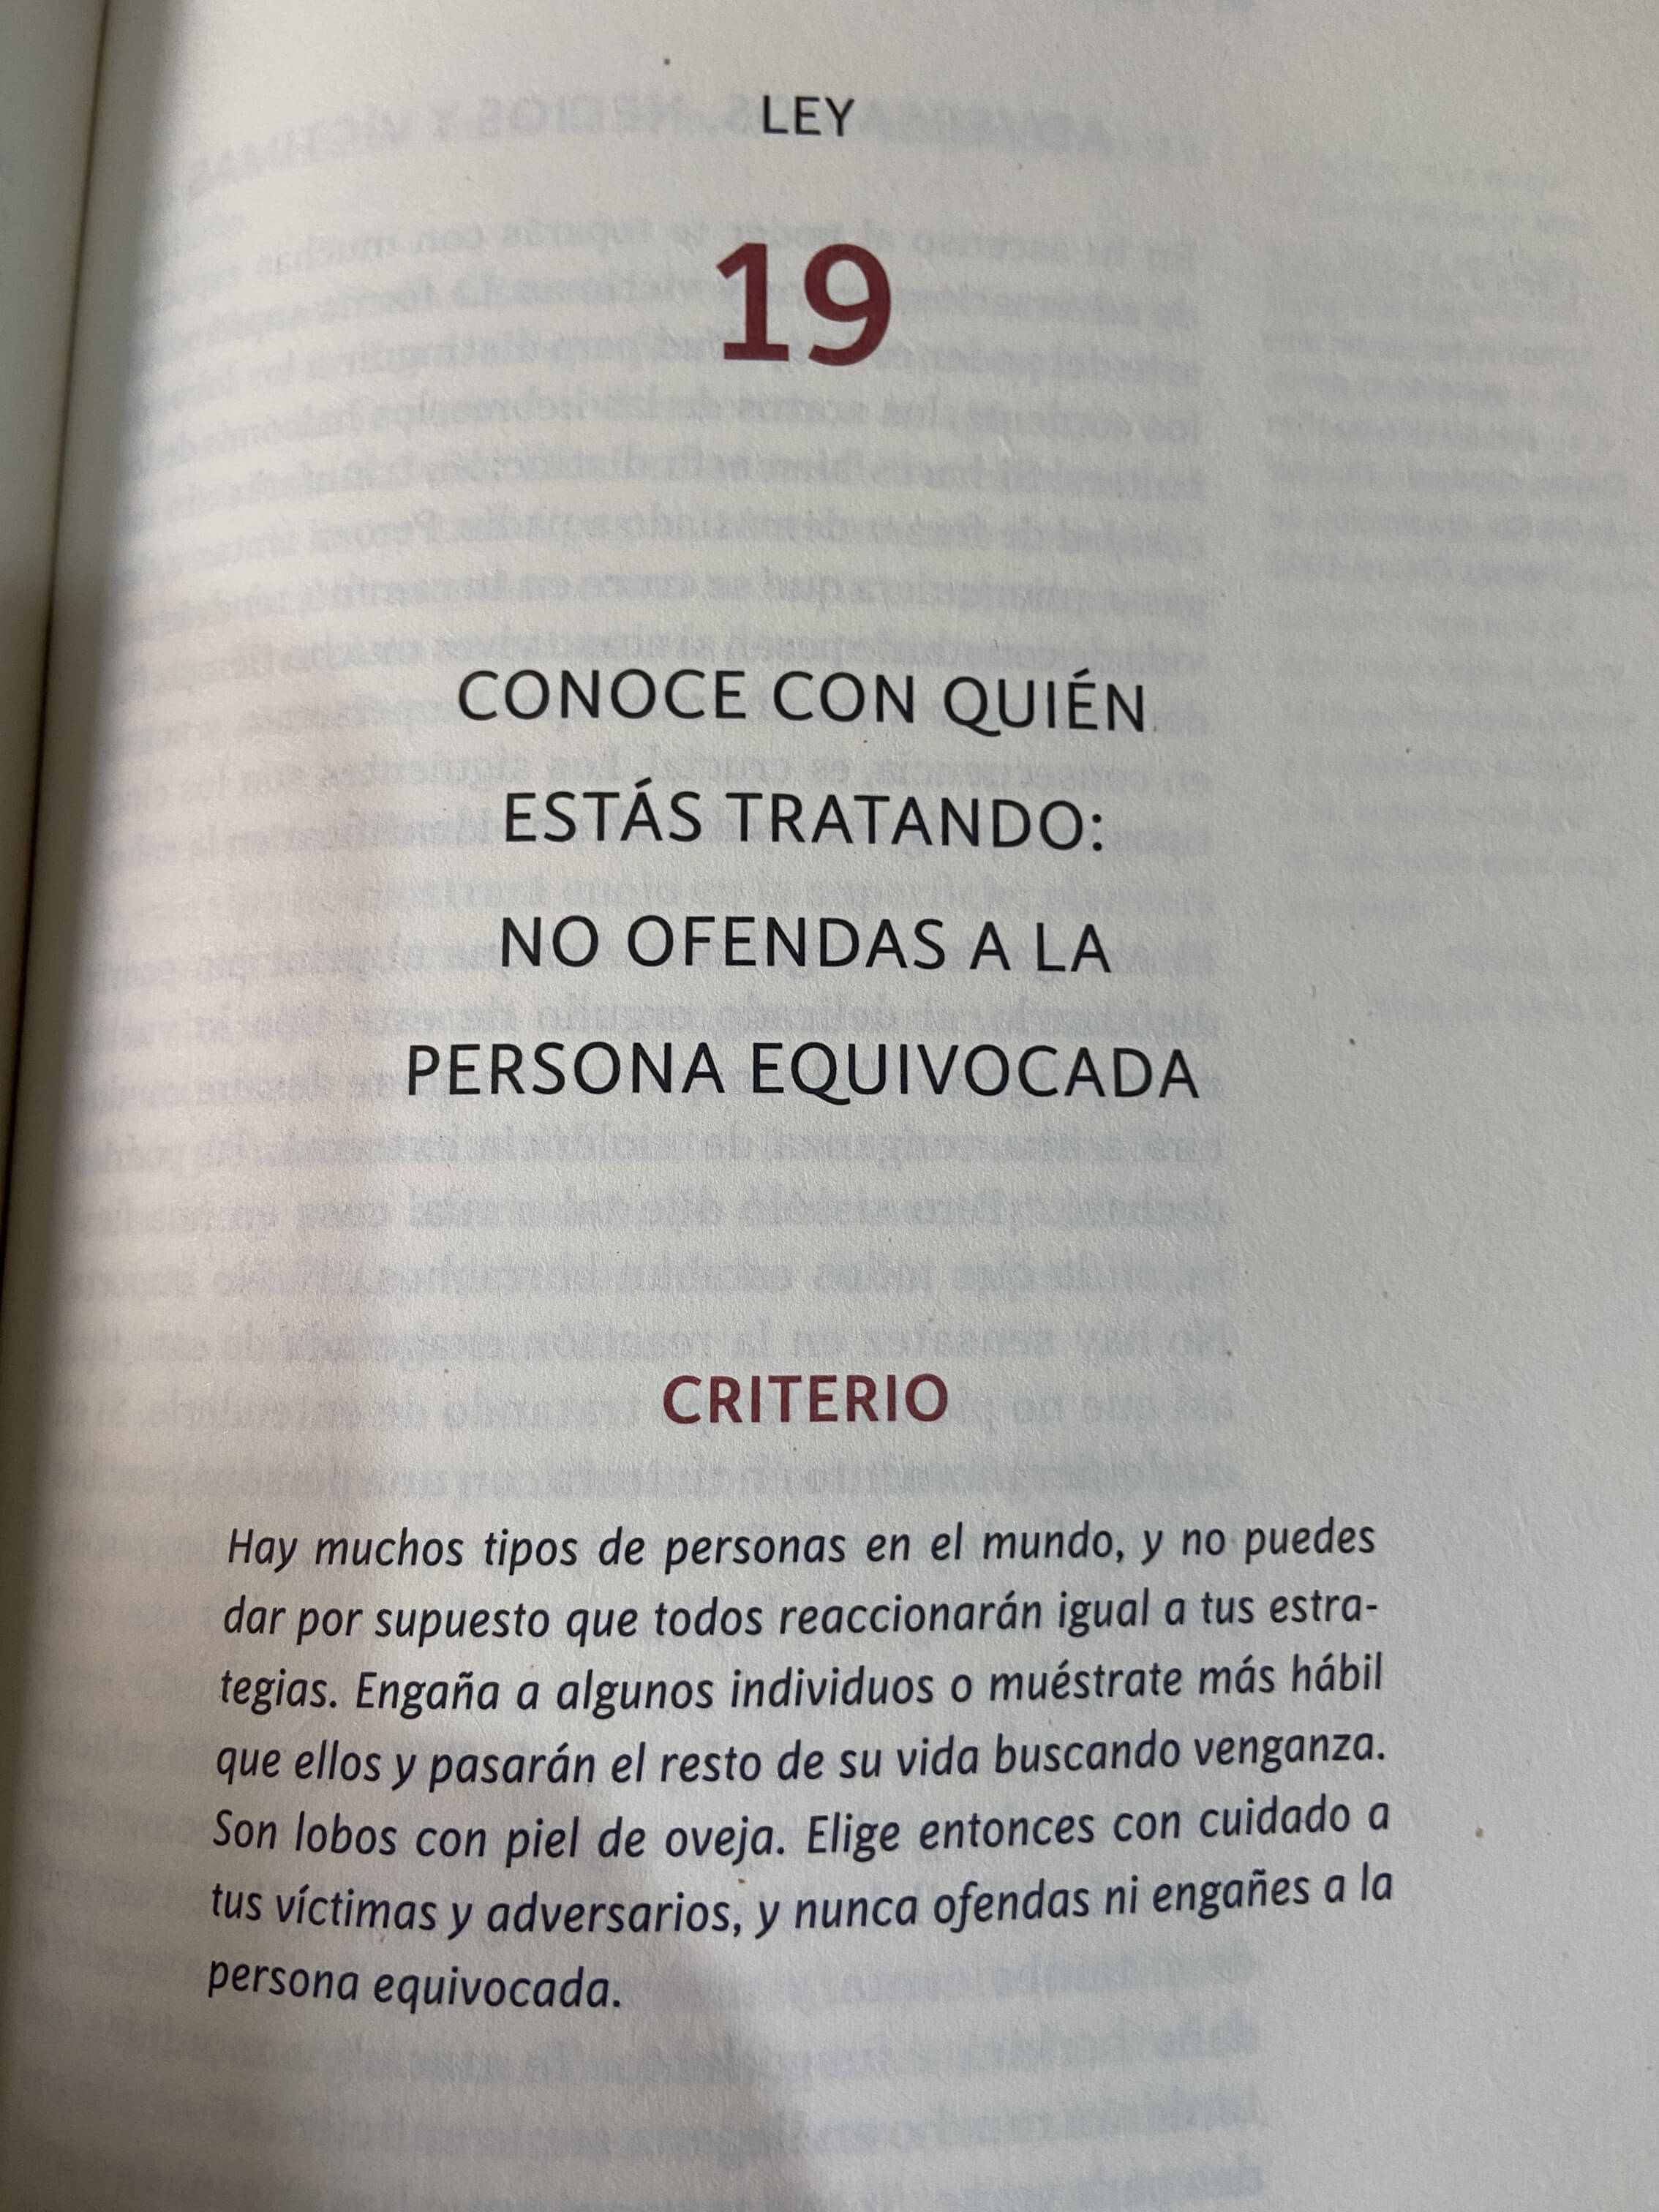 LEY
19
CONOCE CON QUIÉN
ESTÁS TRATANDO:
NO OFENDAS A LA
PERSONA EQUIVOCADA
CRITERIO
Hay muchos tipos de personas en el mundo, y no puedes
dar por supuesto que todos reaccionarán igual a tus estra-
tegias. Engaña a algunos individuos o muéstrate más hábil
que ellos y pasarán el resto de su vida buscando venganza.
Son lobos con piel de oveja. Elige entonces con cuidado a
tus víctimas y adversarios, y nunca ofendas ni engañes a la
persona equivocada.